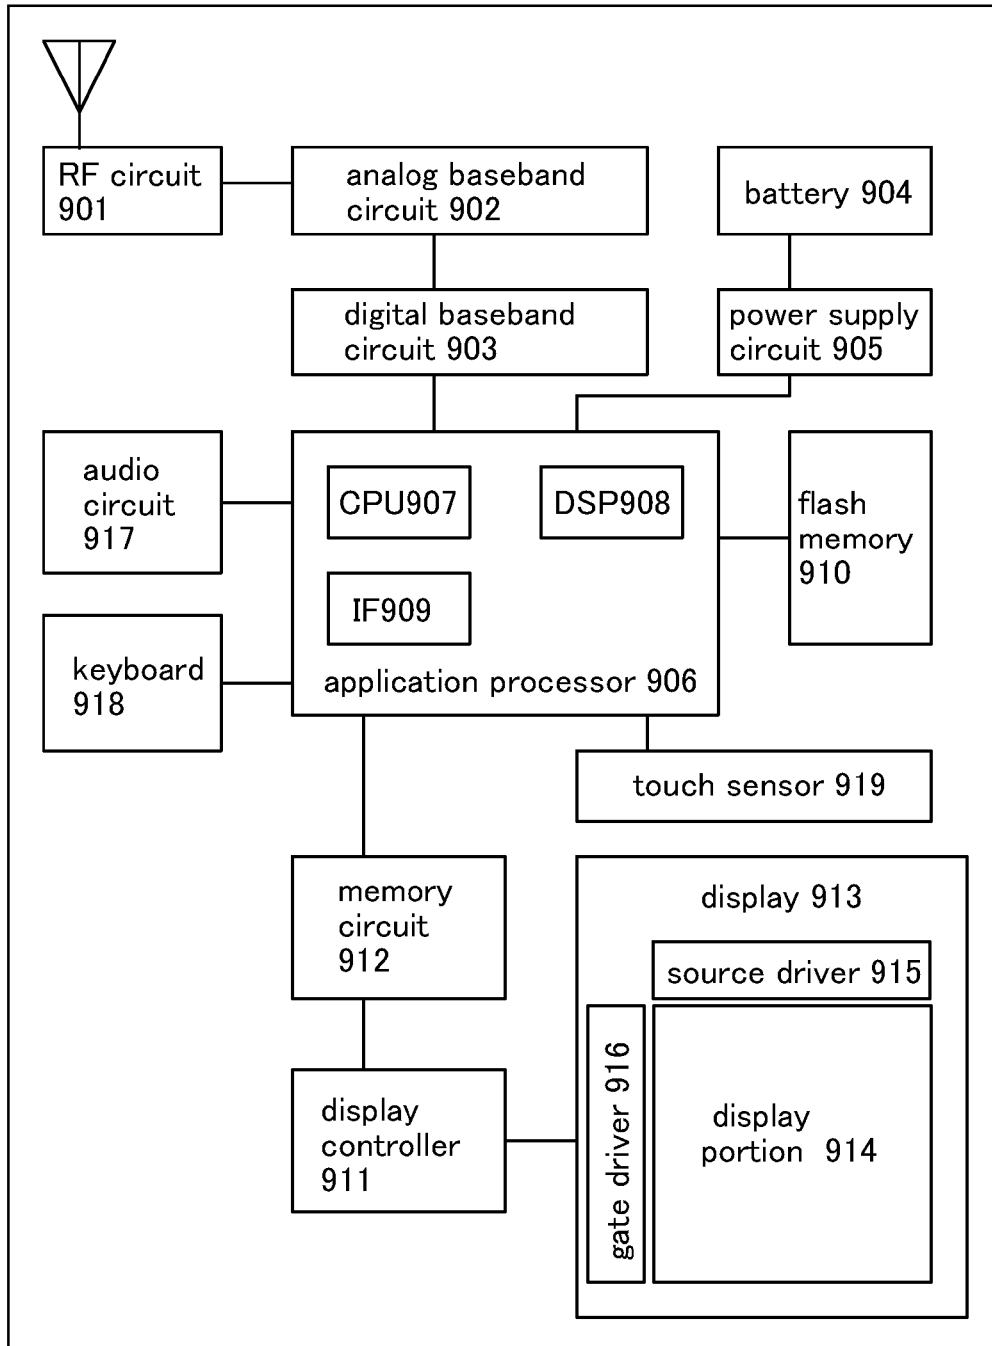 RF circuit
901
analog baseband
circuit 902
battery 904
digital baseband
circuit 903
power supply
circuit 905
audio
circuit
917
CPU907
DSP908
flash
memory
910
IF909
keyboard
918
application processor 906
touch sensor 919
memory
circuit
912
display 913
source driver 915
display
controller
911
gate driver 916
display
portion 914